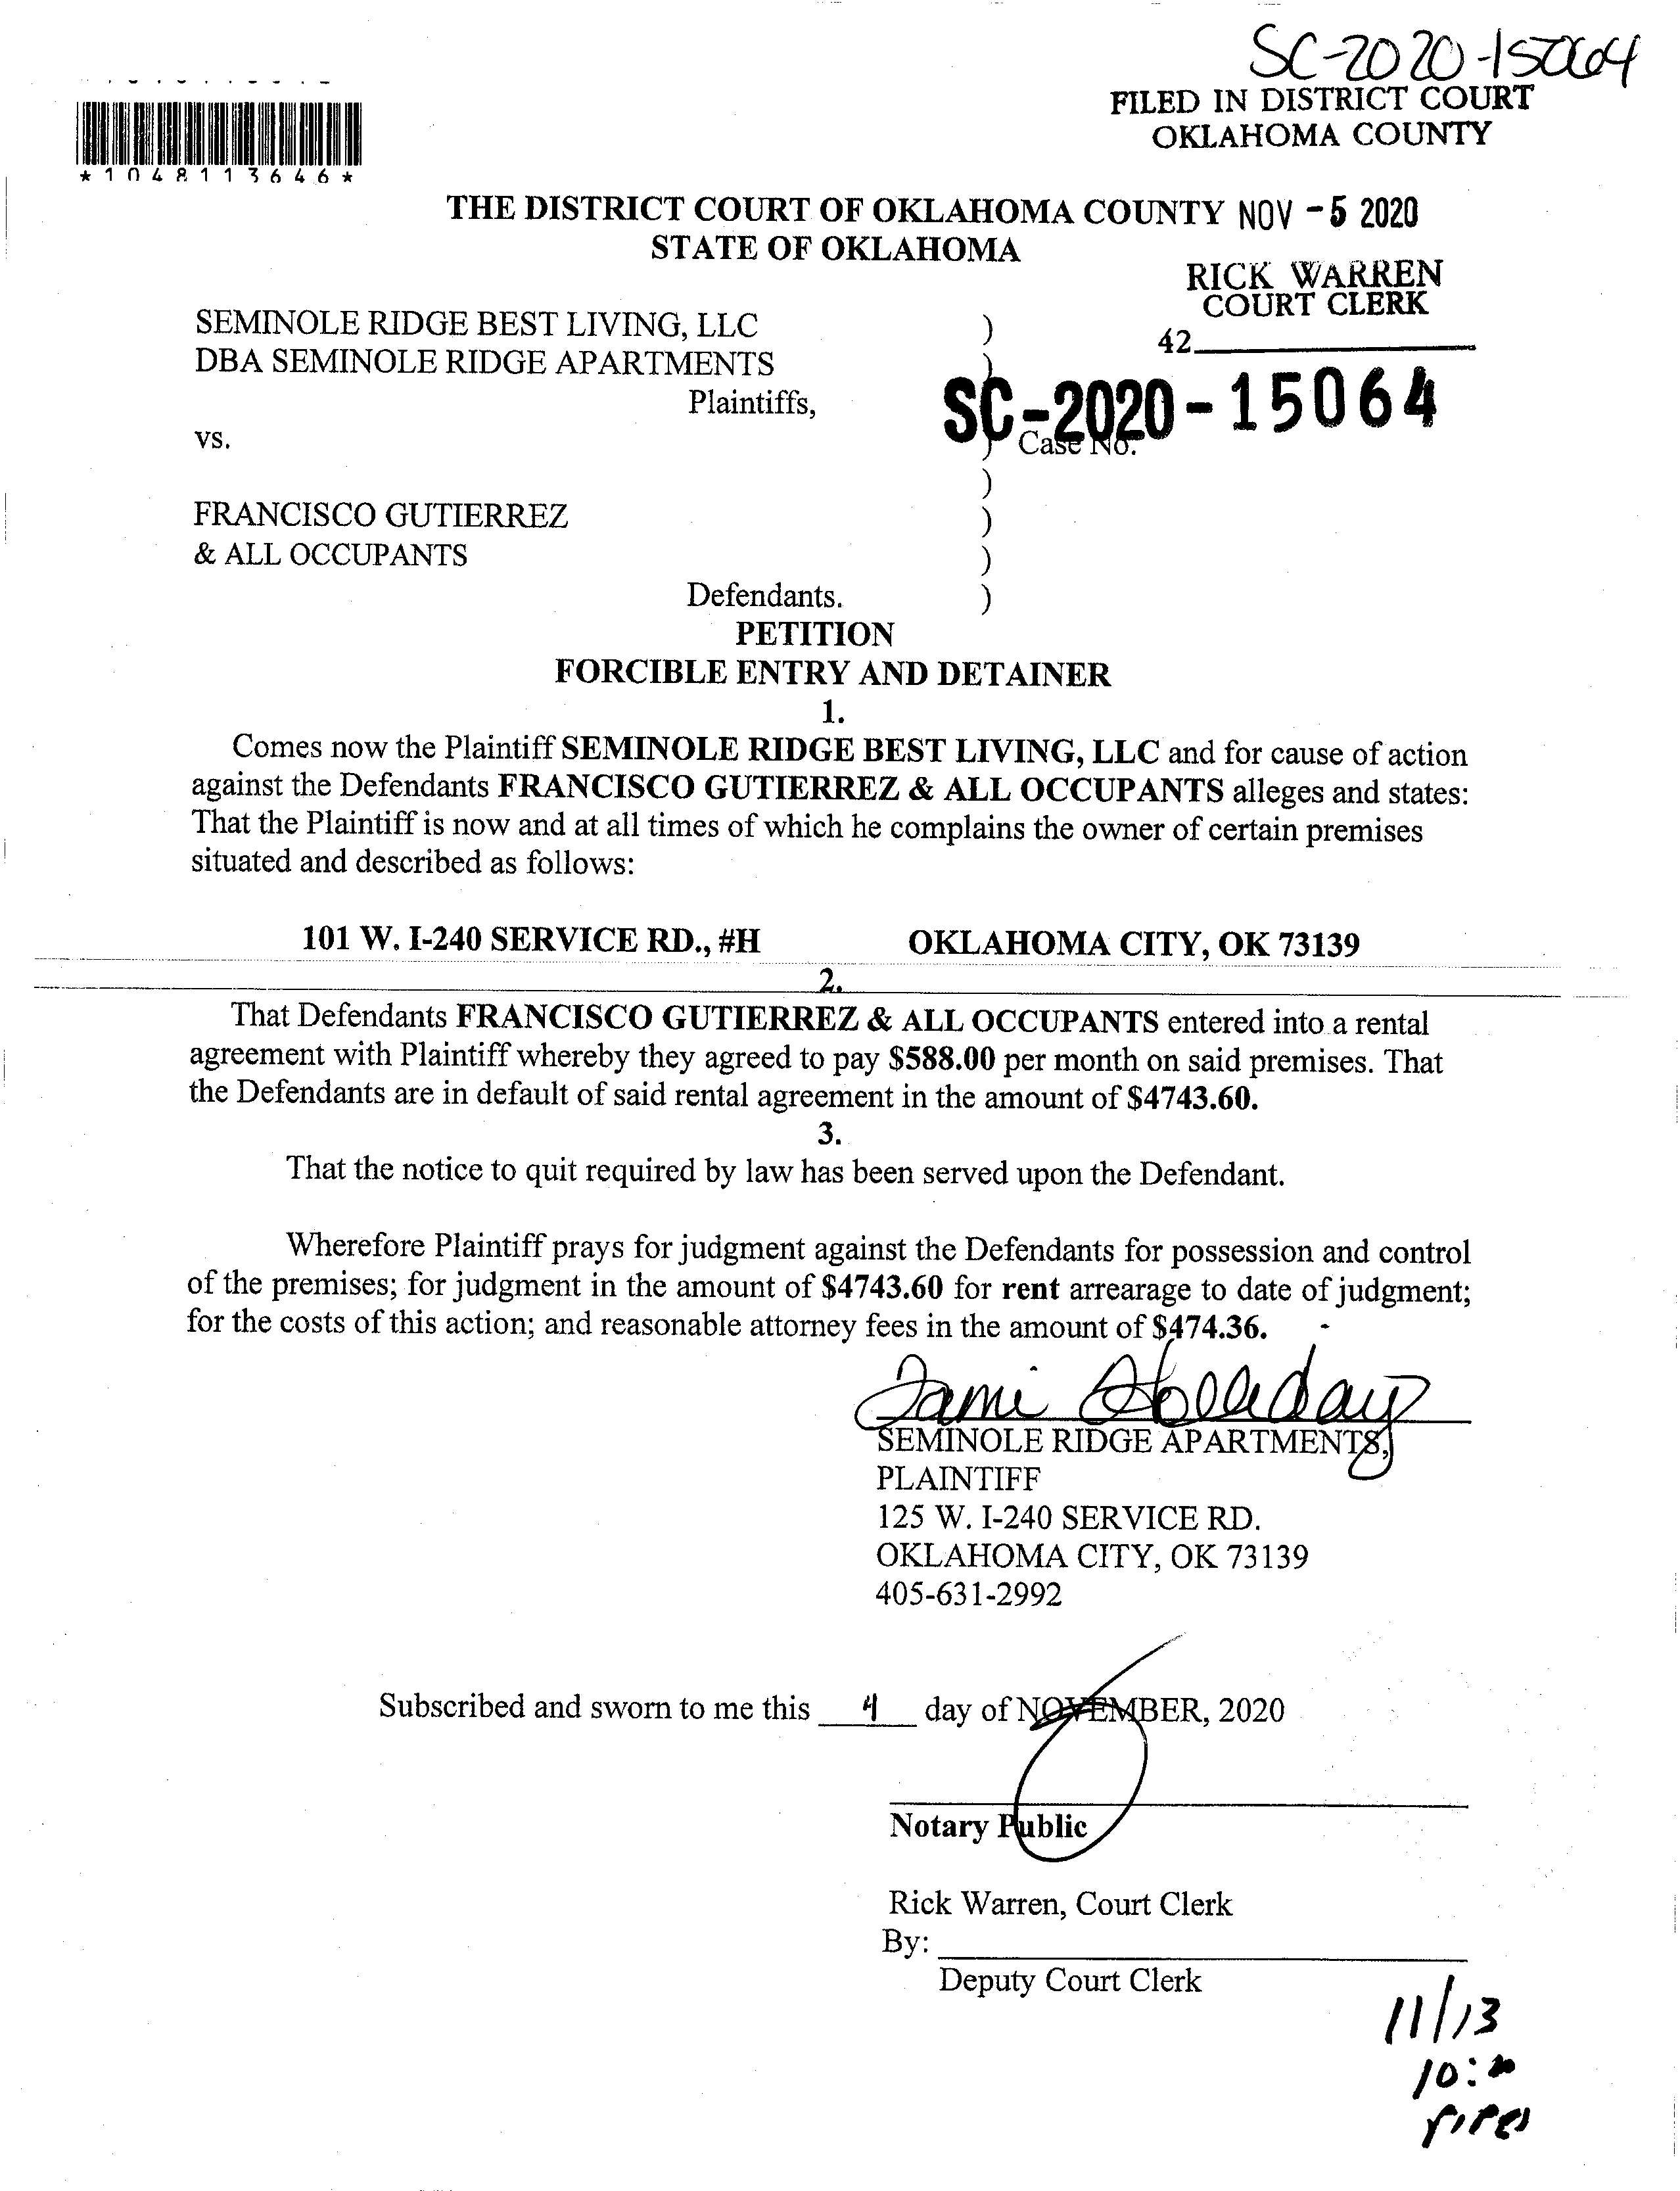 SC-2020-15064
FILED IN DISTRICT COURT
OKLAHOMA COUNTY
*1048113646*
THE DISTRICT COURT OF OKLAHOMA COUNTY NOV - 5 2020
STATE OF OKLAHOMA
RICK WARREN
COURT CLERK
42
SEMINOLE RIDGE BEST LIVING, LLC )
DBA SEMINOLE RIDGE APARTMENTS )
Plaintiffs,
SC-2020-15064
vs. ) Case No.
)
FRANCISCO GUTIERREZ )
& ALL OCCUPANTS )
Defendants. )
PETITION
FORCIBLE ENTRY AND DETAINER
1.
Comes now the Plaintiff SEMINOLE RIDGE BEST LIVING, LLC and for cause of action
against the Defendants FRANCISCO GUTIERREZ & ALL OCCUPANTS alleges and states:
That the Plaintiff is now and at all times of which he complains the owner of certain premises
situated and described as follows:
101 W. I-240 SERVICE RD., #H OKLAHOMA CITY, OK 73139
2.
That Defendants FRANCISCO GUTIERREZ & ALL OCCUPANTS entered into a rental
agreement with Plaintiff whereby they agreed to pay $588.00 per month on said premises. That
the Defendants are in default of said rental agreement in the amount of $4743.60.
3.
That the notice to quit required by law has been served upon the Defendant.
Wherefore Plaintiff prays for judgment against the Defendants for possession and control
of the premises; for judgment in the amount of $4743.60 for rent arrearage to date of judgment;
for the costs of this action; and reasonable attorney fees in the amount of $474.36.
Tami Holladay
SEMINOLE RIDGE APARTMENTS,
PLAINTIFF
125 W. I-240 SERVICE RD.
OKLAHOMA CITY, OK 73139
405-631-2992
Subscribed and sworn to me this 4 day of NOVEMBER, 2020
Notary Public
Rick Warren, Court Clerk
By:
Deputy Court Clerk
11/13
10: